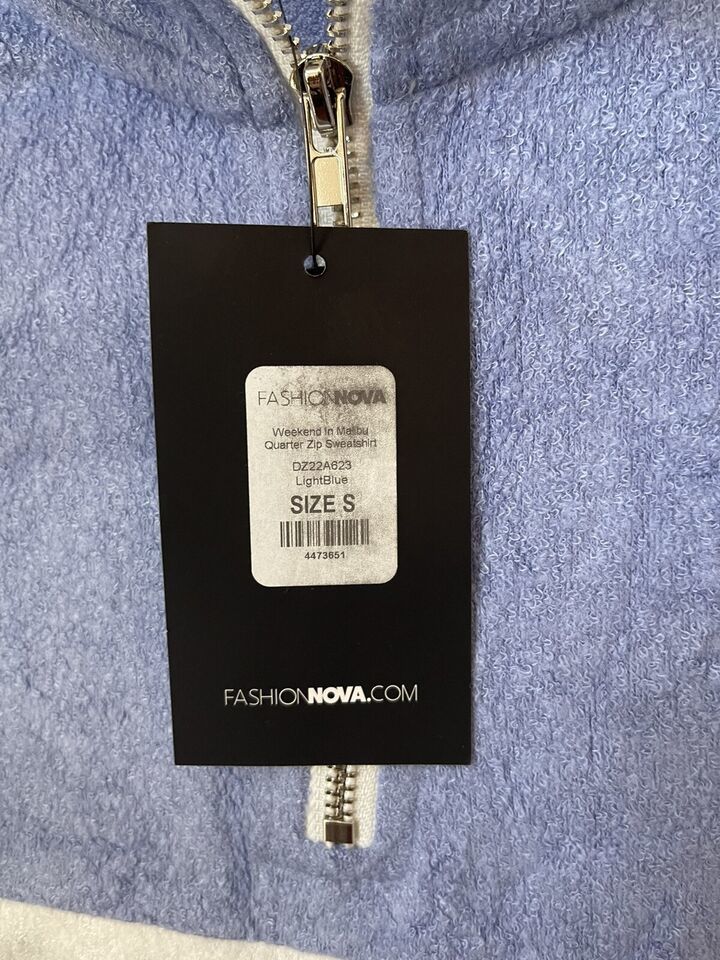 FASHIONNOVA
Weekend In Malibu
Quarter Zip Sweatshirt
DZ22A623
LightBlue
SIZE S
4473651
FASHIONNOVA.COM